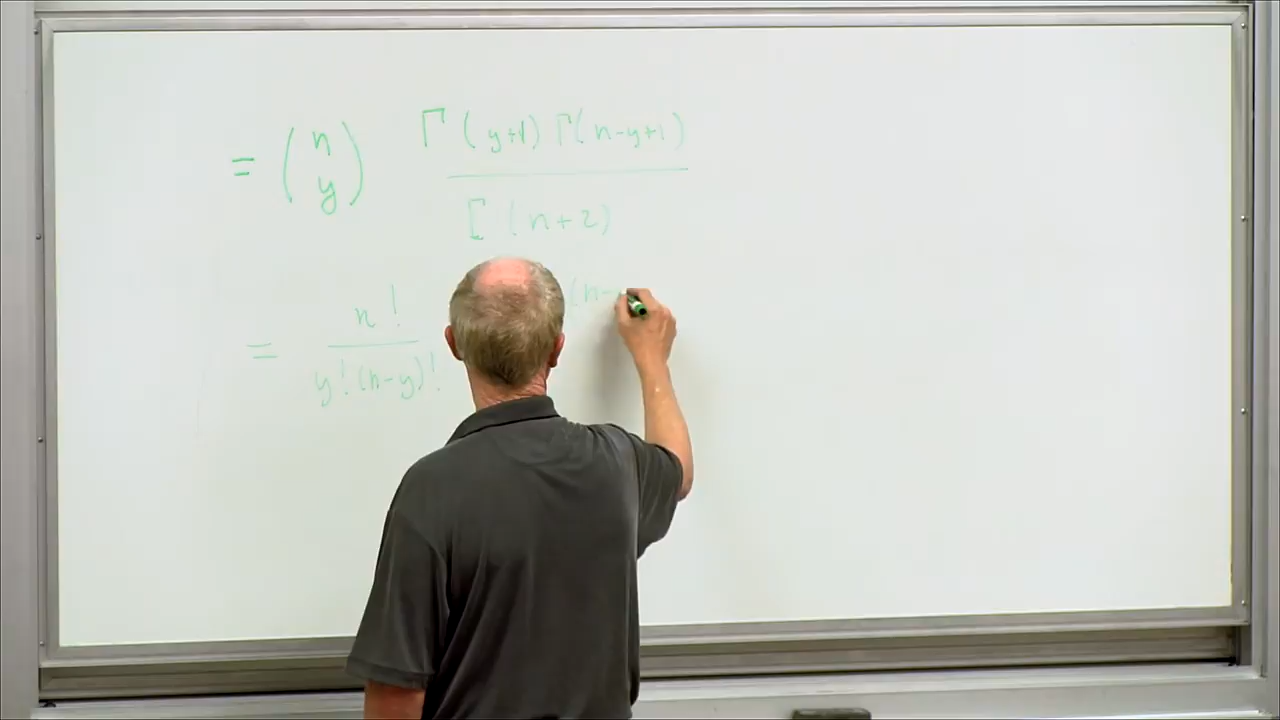 = (n y) Γ(y+1) Γ(n-y+1)
Γ(n+2)
= n! (n-
y!(n-y)!